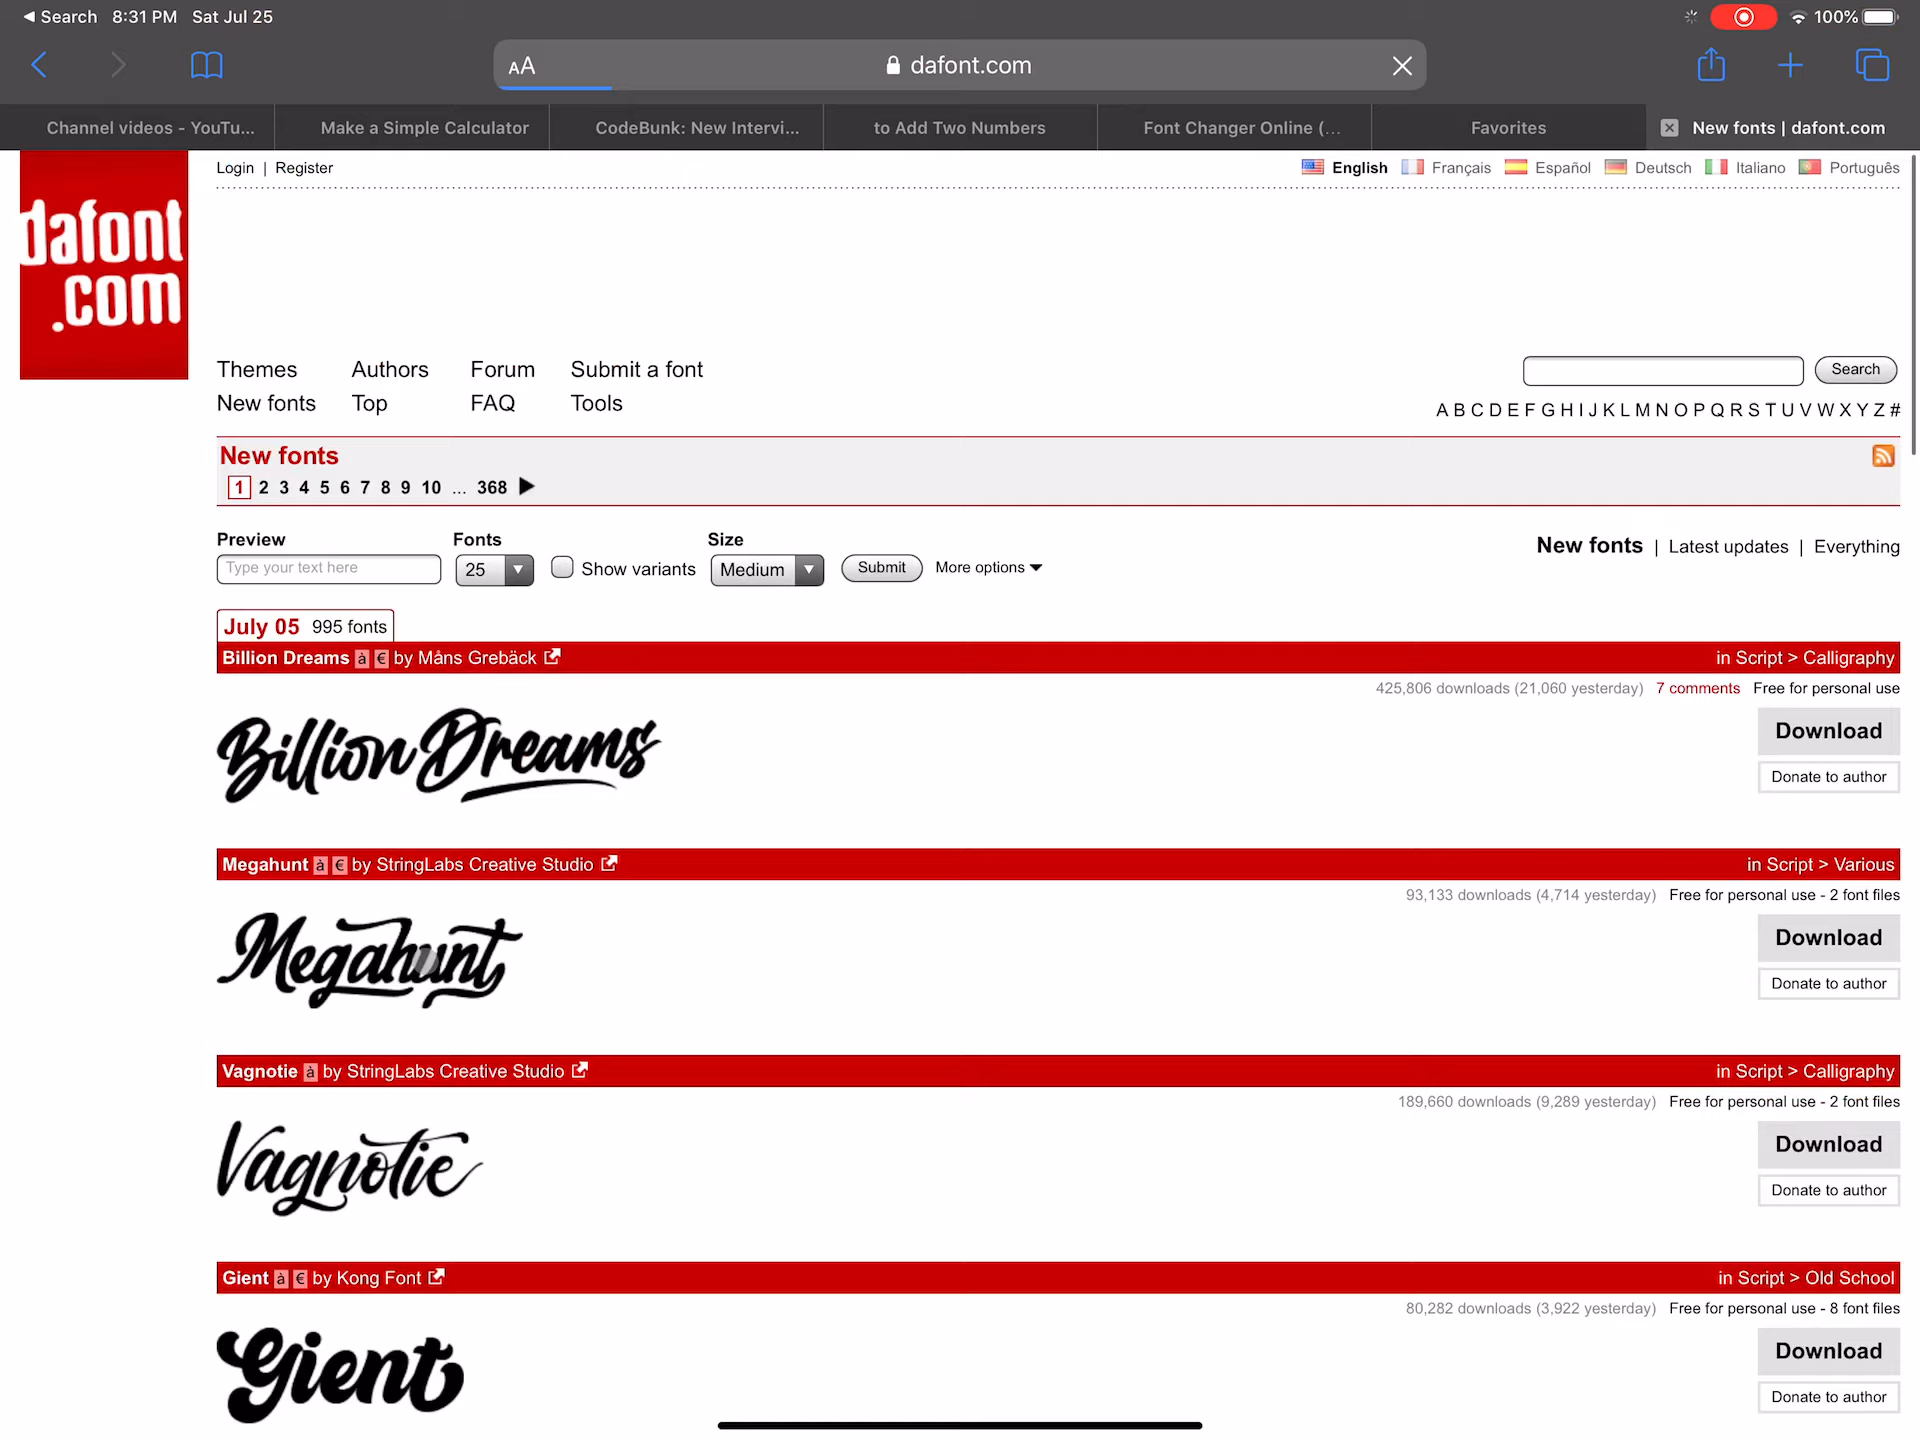 ◀ Search 8:31 PM Sat Jul 25 100%
AA dafont.com
Channel videos - YouTu... Make a Simple Calculator CodeBunk: New Intervi... to Add Two Numbers Font Changer Online (... Favorites New fonts | dafont.com
dafont
.com
Login | Register English Français Español Deutsch Italiano Português
Themes Authors Forum Submit a font
Search
New fonts Top FAQ Tools
A B C D E F G H I J K L M N O P Q R S T U V W X Y Z #
New fonts
1 2 3 4 5 6 7 8 9 10 ... 368
Preview Fonts Size
New fonts | Latest updates | Everything
Type your text here 25 Show variants Medium Submit More options
July 05 995 fonts
Billion Dreams à € by Måns Grebäck in Script > Calligraphy
425,806 downloads (21,060 yesterday) 7 comments Free for personal use
Billion Dreams
Download
Donate to author
Megahunt à € by StringLabs Creative Studio in Script > Various
93,133 downloads (4,714 yesterday) Free for personal use - 2 font files
Megahunt
Download
Donate to author
Vagnotie à by StringLabs Creative Studio in Script > Calligraphy
189,660 downloads (9,289 yesterday) Free for personal use - 2 font files
Vagnotie
Download
Donate to author
Gient à € by Kong Font in Script > Old School
80,282 downloads (3,922 yesterday) Free for personal use - 8 font files
Gient
Download
Donate to author